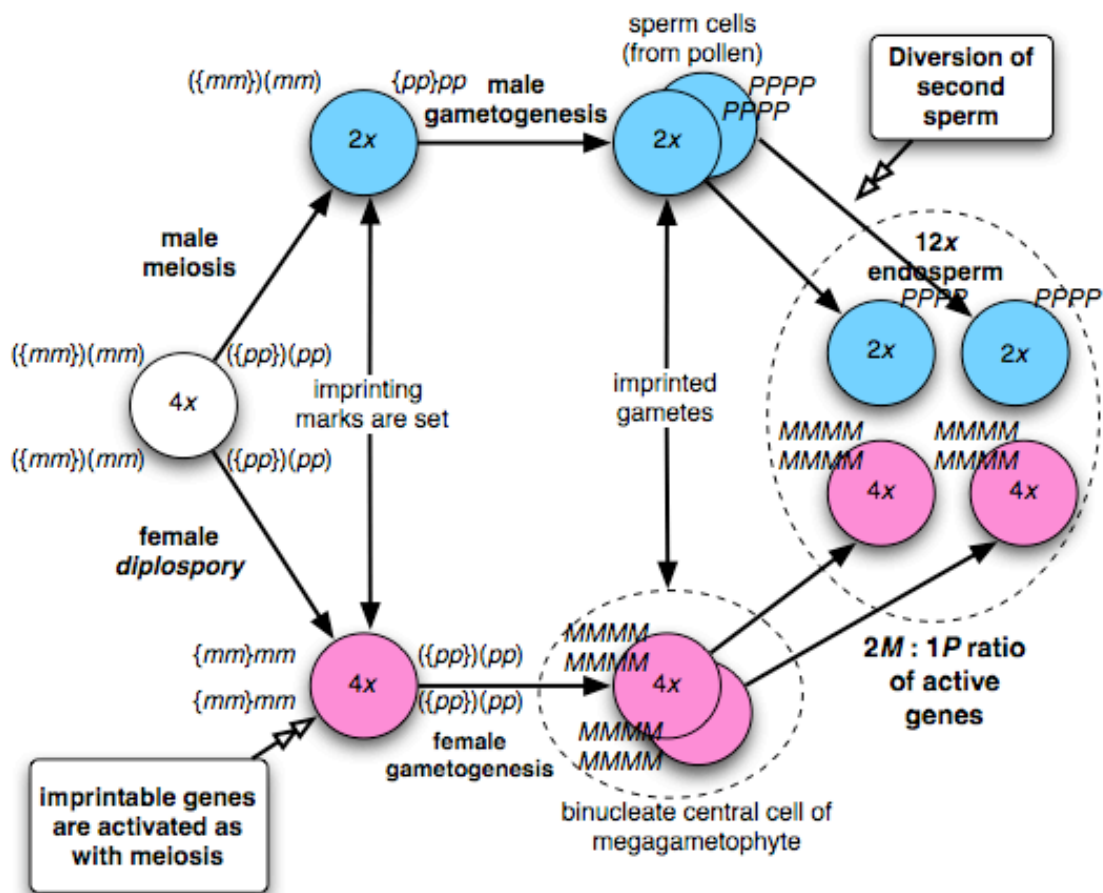 sperm cells
(from pollen)
Diversion of
second
sperm
({mm})(mm)
{pp}pp
male
gametogenesis
PPPP
PPPP
2x
2x
male
meiosis
12x
endosperm
PPPP
PPPP
2x
2x
({mm})(mm)
({pp})(pp)
4x
({mm})(mm)
({pp})(pp)
imprinting
marks are set
imprinted
gametes
MMMM
MMMM
MMMM
MMMM
4x
4x
female
diplospory
{mm}mm
{mm}mm
4x
({pp})(pp)
({pp})(pp)
female
gametogenesis
MMMM
MMMM
4x
MMMM
MMMM
2M : 1P ratio
of active
genes
imprintable genes
are activated as
with meiosis
binucleate central cell of
megagametophyte